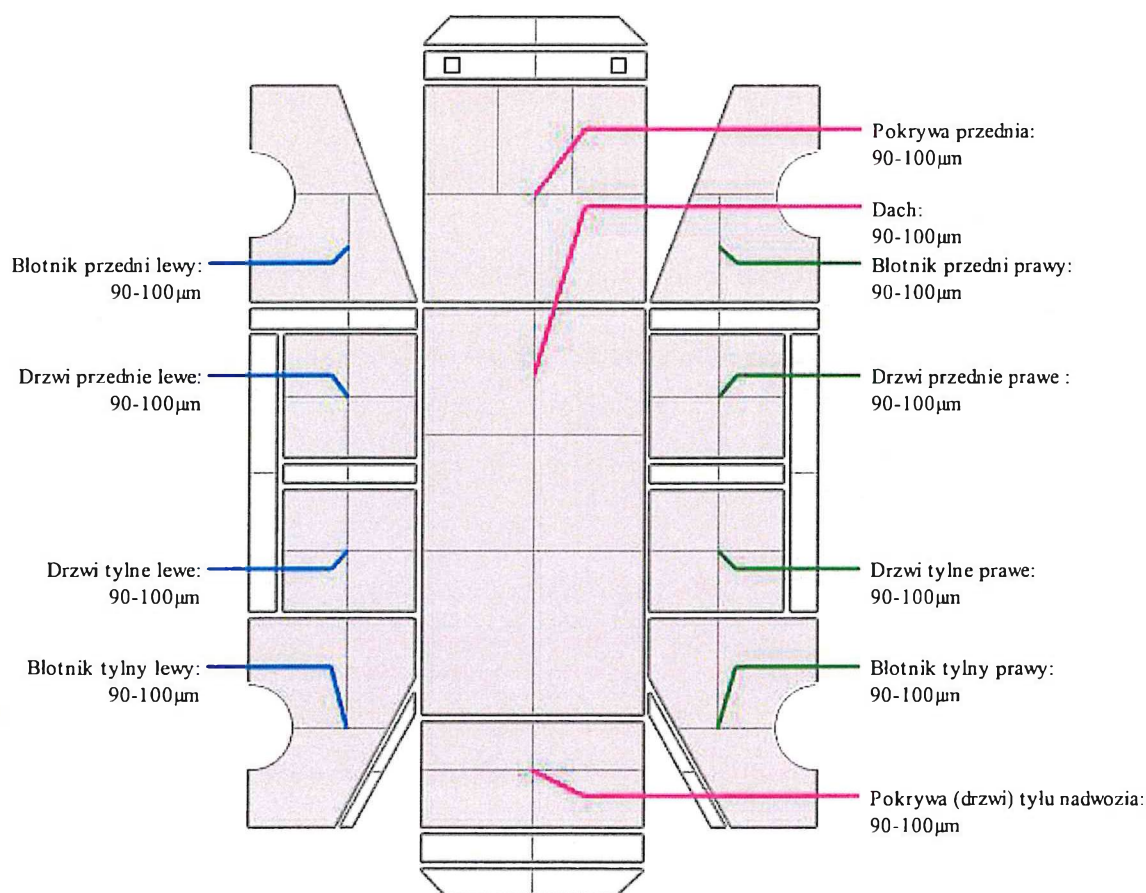 Pokrywa przednia:
90-100µm
Dach:
90-100µm
Błotnik przedni lewy:
90-100µm
Błotnik przedni prawy:
90-100µm
Drzwi przednie lewe:
90-100µm
Drzwi przednie prawe :
90-100µm
Drzwi tylne lewe:
90-100µm
Drzwi tylne prawe:
90-100µm
Błotnik tylny lewy:
90-100µm
Błotnik tylny prawy:
90-100µm
Pokrywa (drzwi) tyłu nadwozia:
90-100µm